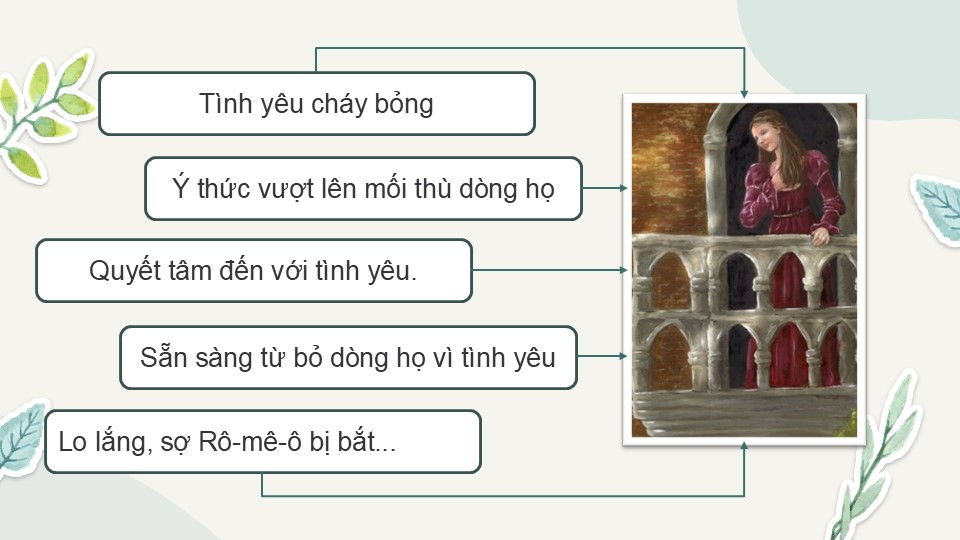 Tình yêu cháy bỏng
Ý thức vượt lên mối thù dòng họ
Quyết tâm đến với tình yêu.
Sẵn sàng từ bỏ dòng họ vì tình yêu
Lo lắng, sợ Rô-mê-ô bị bắt...